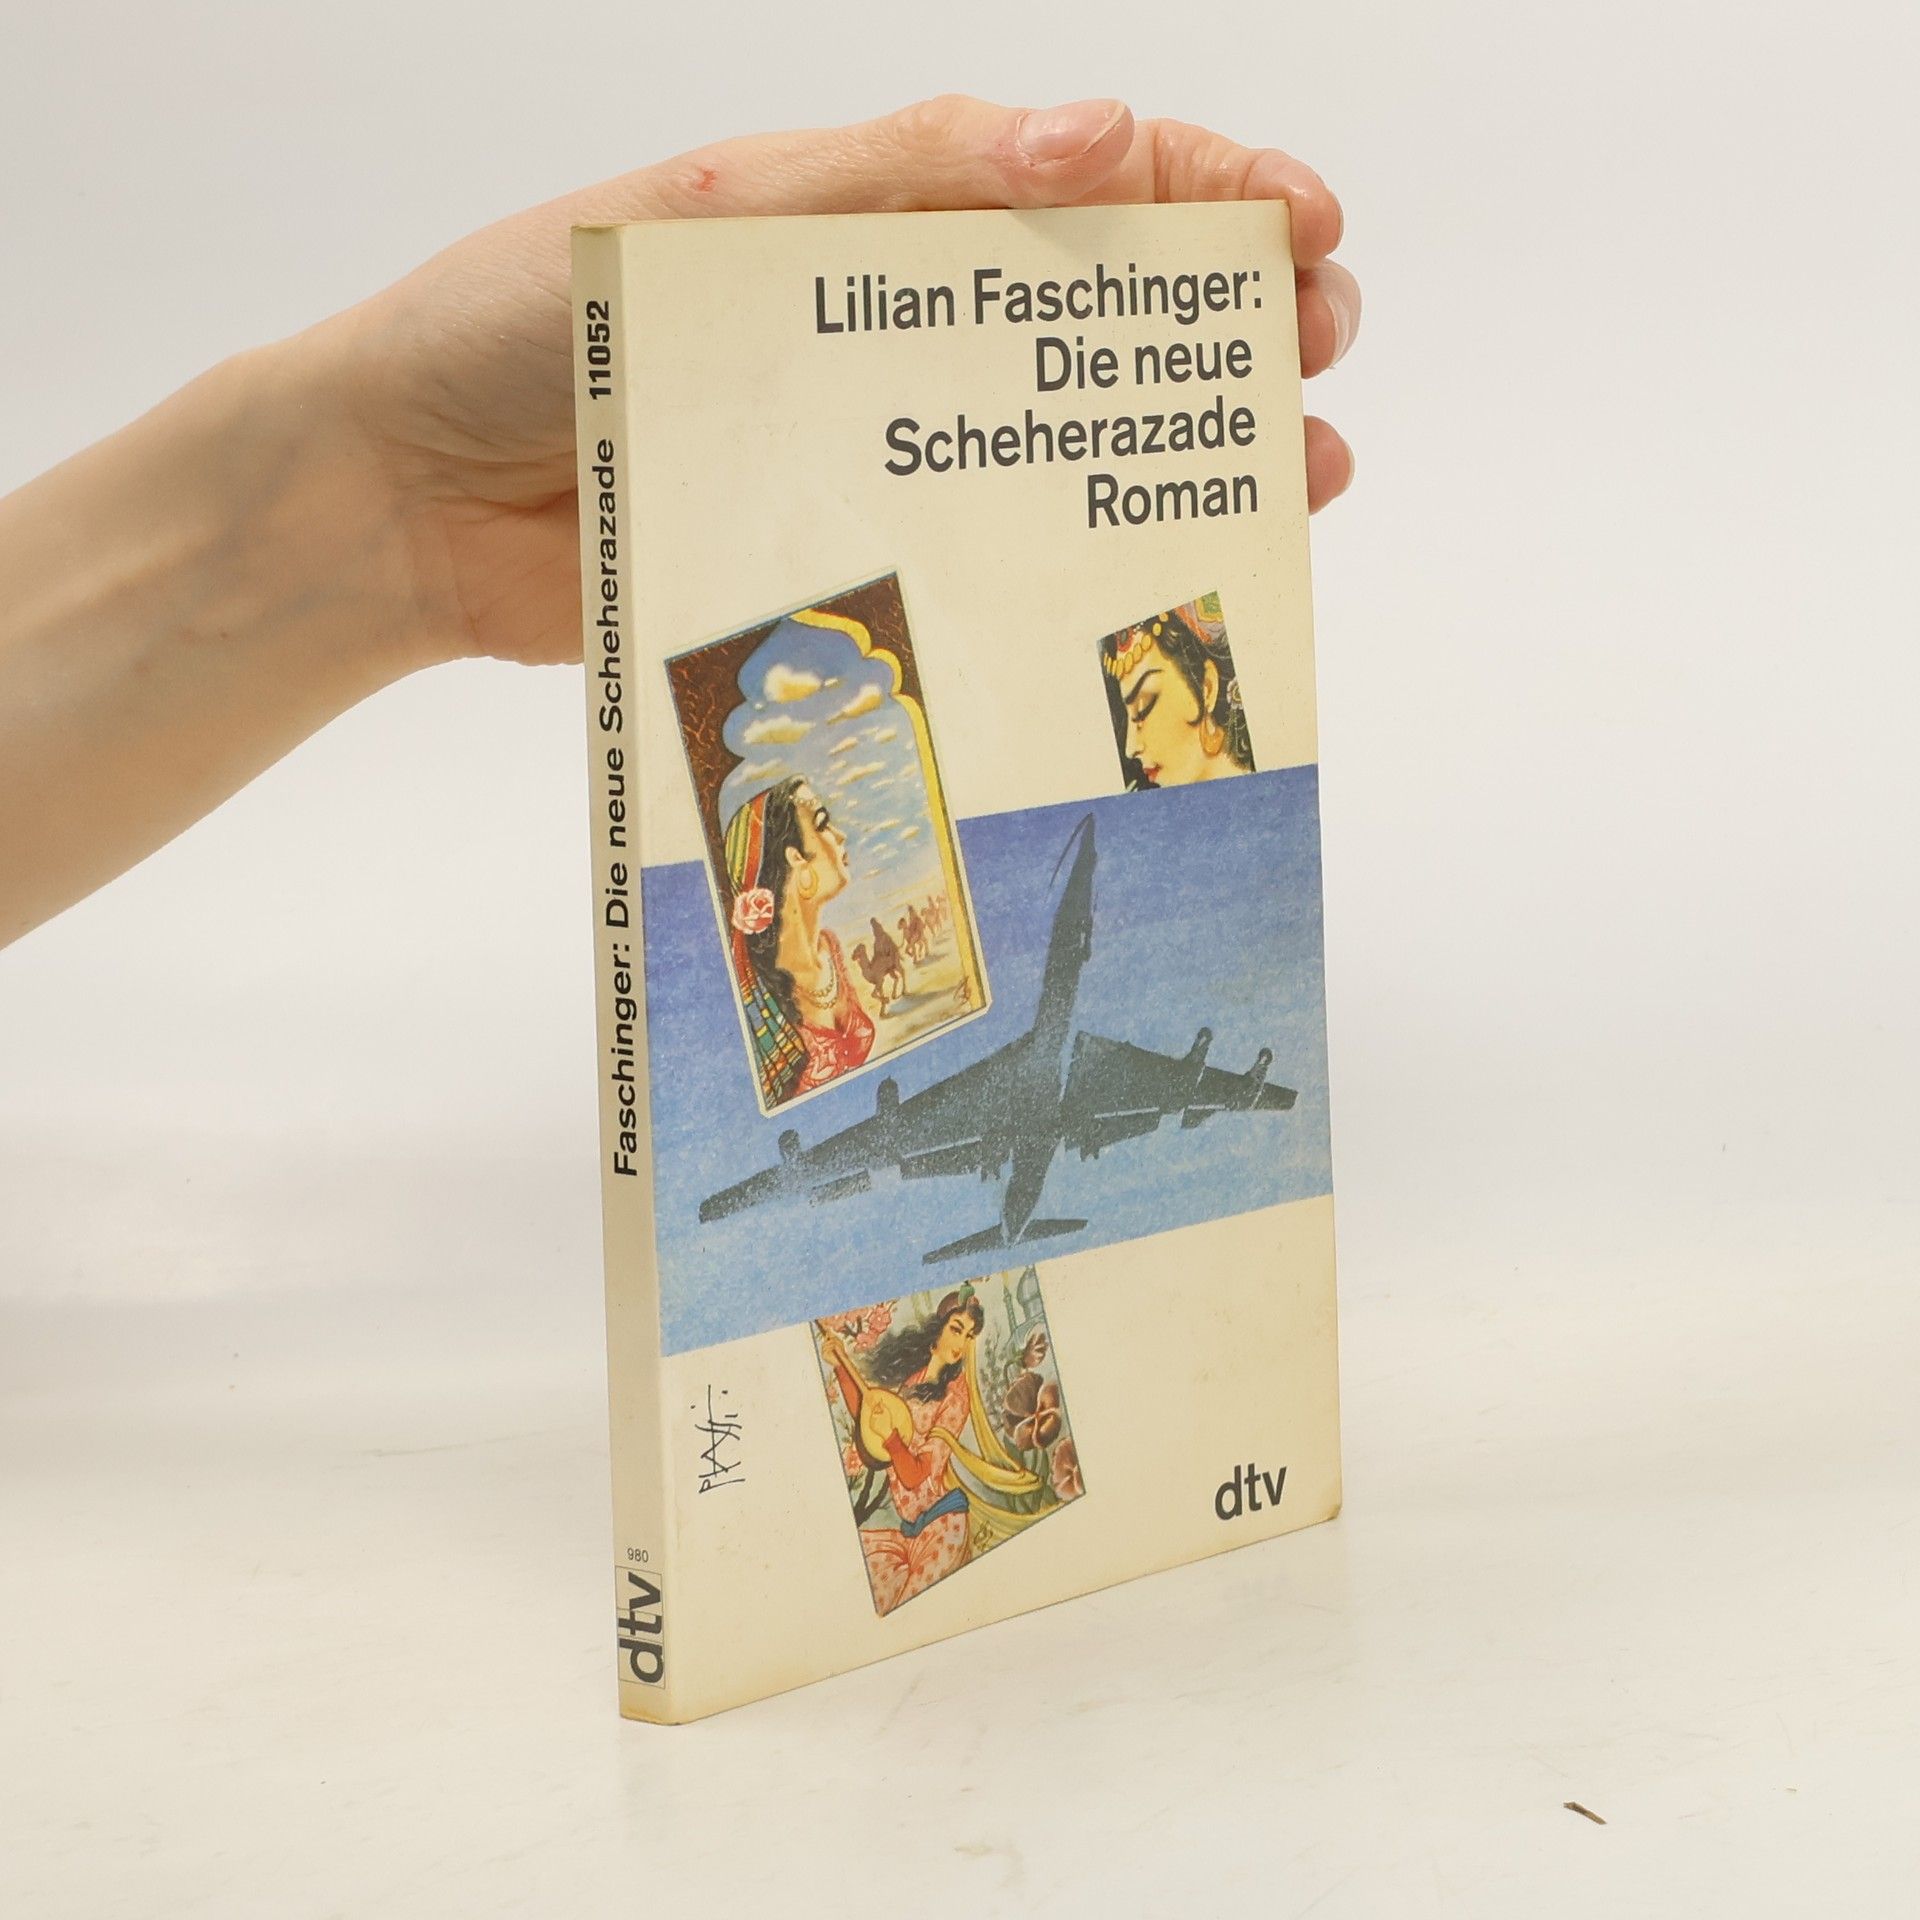 Lilian Faschinger:
Die neue
Scheherazade
Roman
dtv
Faschinger: Die neue Scheherazade 11052
980
dtv